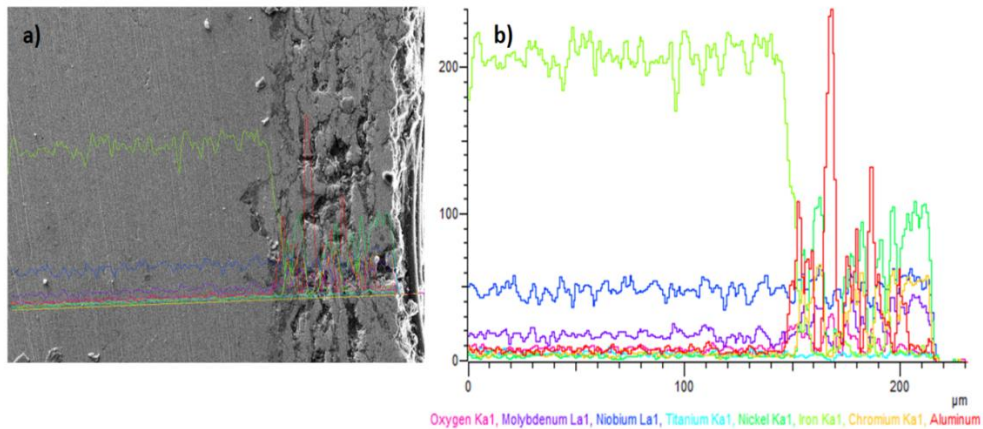 a)
b)
200
100
0
0
100
200
µm
Oxygen Ka1, Molybdenum La1, Niobium La1, Titanium Ka1, Nickel Ka1, Iron Ka1, Chromium Ka1, Aluminum